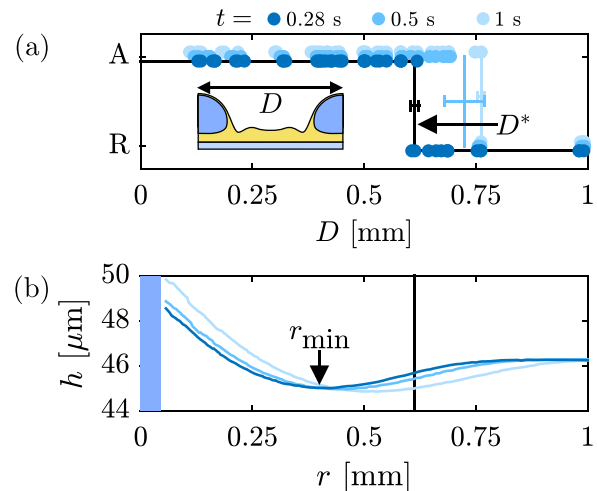 t = 0.28 s 0.5 s 1 s
(a)
A
D
D*
R
0 0.25 0.5 0.75 1
D [mm]
(b)
50
48
46
44
h [μm]
r_min
0 0.25 0.5 0.75 1
r [mm]